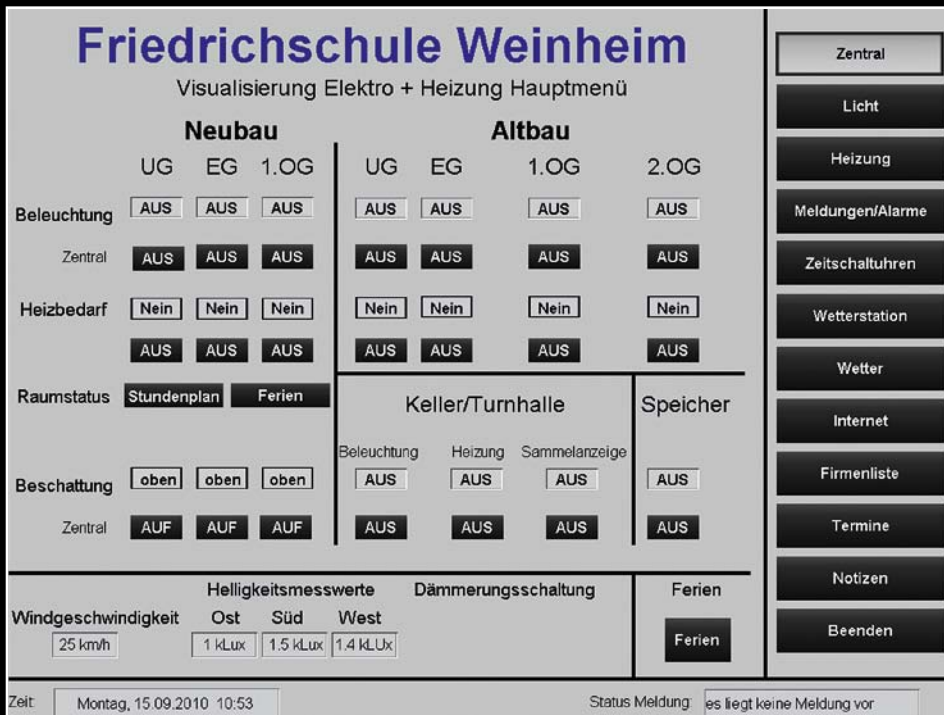 Friedrichschule Weinheim
Visualisierung Elektro + Heizung Hauptmenü
Neubau Altbau
UG EG 1.OG UG EG 1.OG 2.OG
Beleuchtung AUS AUS AUS AUS AUS AUS AUS
Zentral AUS AUS AUS AUS AUS AUS AUS
Heizbedarf Nein Nein Nein Nein Nein Nein Nein
AUS AUS AUS AUS AUS AUS AUS
Raumstatus Stundenplan Ferien
Keller/Turnhalle Speicher
Beleuchtung Heizung Sammelanzeige
Beschattung oben oben oben AUS AUS AUS AUS
Zentral AUF AUF AUF AUS AUS AUS AUS
Helligkeitsmesswerte Dämmerungsschaltung Ferien
Windgeschwindigkeit Ost Süd West
25 km/h 1 kLux 1.5 kLux 1.4 kLUx
Ferien
Zeit: Montag, 15.09.2010 10:53 Status Meldung: es liegt keine Meldung vor
Zentral
Licht
Heizung
Meldungen/Alarme
Zeitschaltuhren
Wetterstation
Wetter
Internet
Firmenliste
Termine
Notizen
Beenden